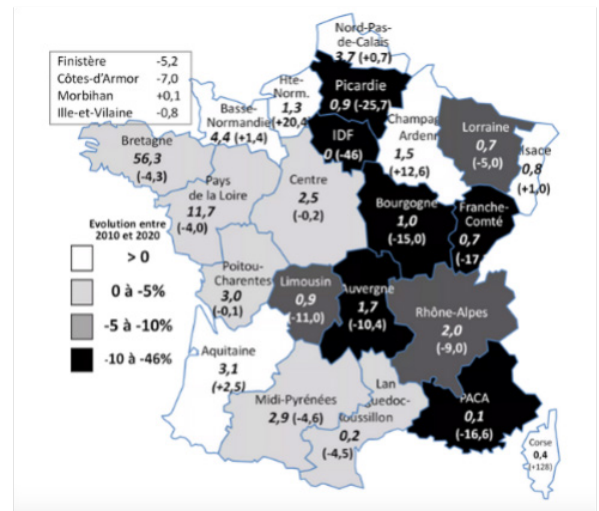 Nord-Pas-
de-Calais
3,7 (+0,7)
Finistère -5,2
Côtes-d'Armor -7,0
Morbihan +0,1
Ille-et-Vilaine -0,8
Hte-
Norm.
1,3
(+20,4
Picardie
0,9 (-25,7)
Basse-
Normandie
4,4 (+1,4)
IDF
0 (-46)
Champag
Ardenn
1,5
(+12,6)
Lorraine
0,7
(-5,0)
lsace
0,8
(+1,0)
Bretagne
56,3
(-4,3)
Pays
de la Loire
11,7
(-4,0)
Centre
2,5
(-0,2)
Bourgogne
1,0
(-15,0)
Franche-
Comté
0,7
(-17,
Evolution entre
2010 et 2020
> 0
0 à -5%
-5 à -10%
-10 à -46%
Poitou-
Charentes
3,0
(-0,1)
Limousin
0,9
-11,0)
Auvergne
1,7
(-10,4)
Rhône-Alpes
2,0
(-9,0)
Aquitaine
3,1
(+2,5)
Midi-Pyrénées
2,9 (-4,6)
Lan
guedoc-
Roussillon
0,2
(-4,5)
PACA
0,1
(-16,6)
Corse
0,4
(+128)